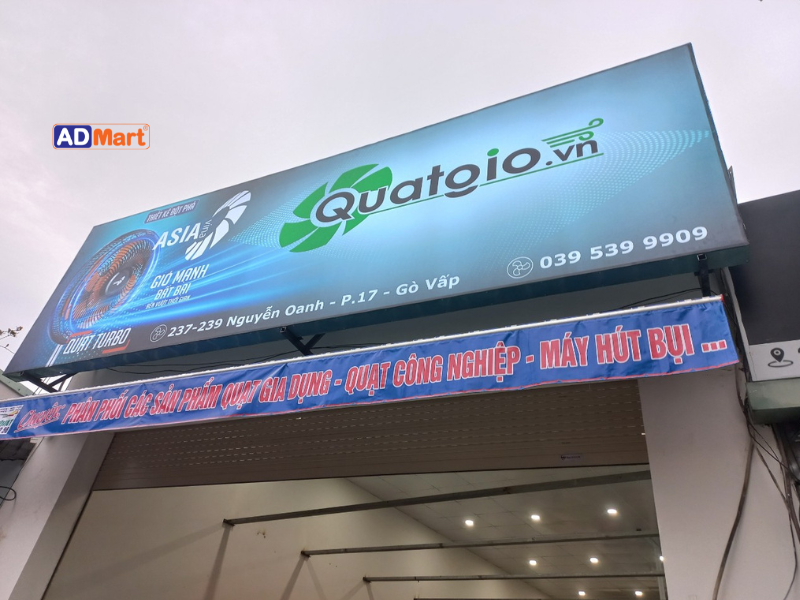 ADMart
THIẾT KẾ ĐỘT PHÁ
ASIA
GIÓ MẠNH
BẤT BẠI
QUẠT TURBO
Quatgio.vn
237-239 Nguyễn Oanh - P.17 - Gò Vấp
039 539 9909
Chuyên: PHÂN PHỐI CÁC SẢN PHẨM QUẠT GIA DỤNG - QUẠT CÔNG NGHIỆP - MÁY HÚT BỤI ...